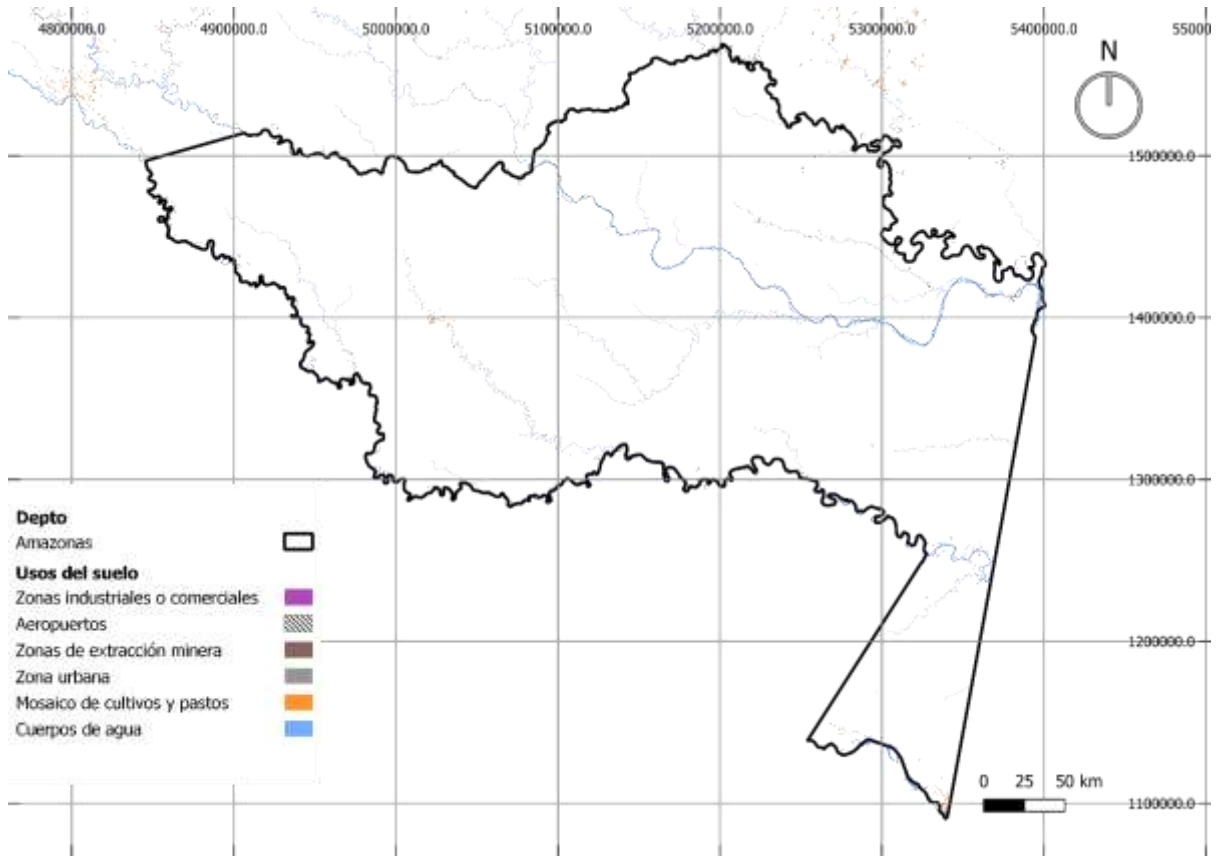 4800000.0 4900000.0 5000000.0 5100000.0 5200000.0 5300000.0 5400000.0 55000
N
1500000.0
1400000.0
1300000.0
Depto
Amazonas
Usos del suelo
Zonas industriales o comerciales
Aeropuertos
Zonas de extracción minera
Zona urbana
Mosaico de cultivos y pastos
Cuerpos de agua
1200000.0
0 25 50 km
1100000.0